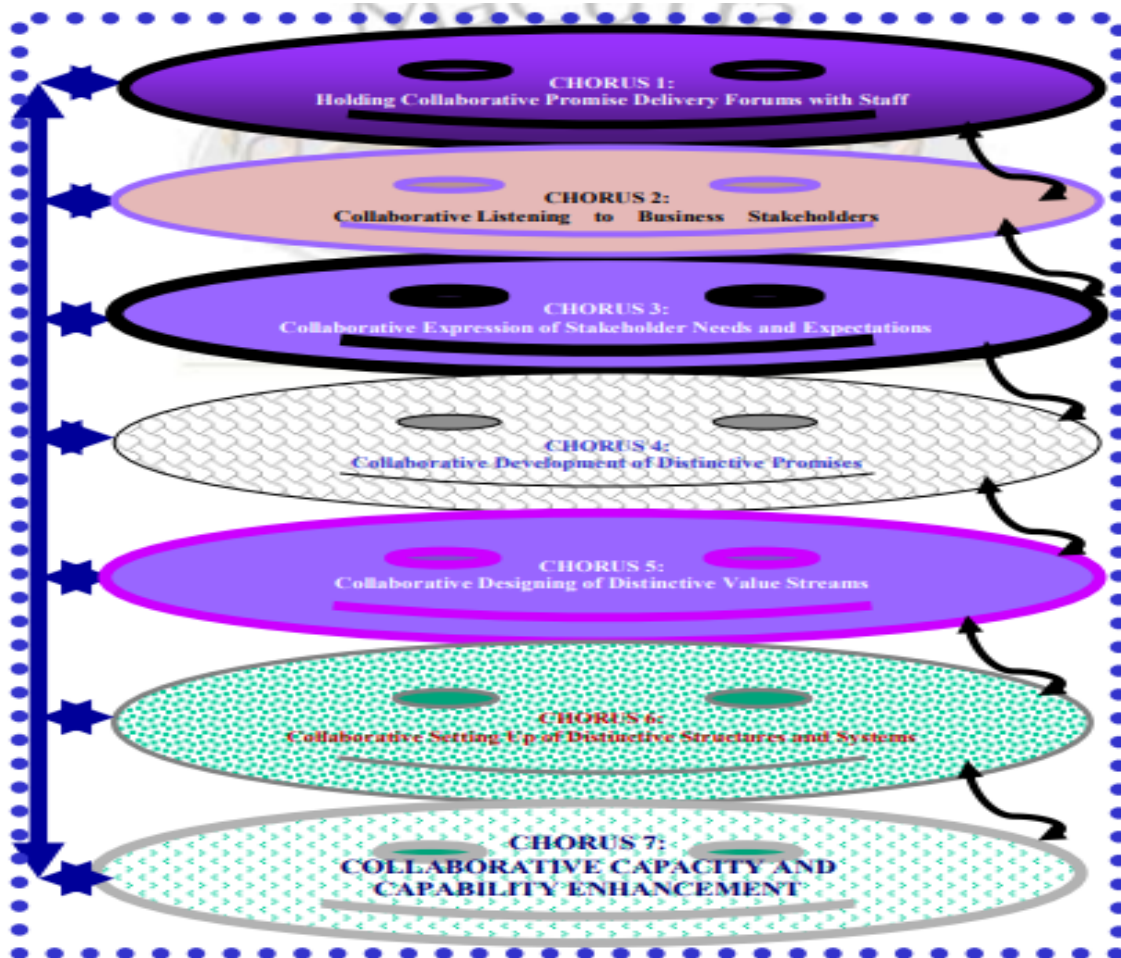 CHORUS 1:
Holding Collaborative Promise Delivery Forums with Staff
CHORUS 2:
Collaborative Listening to Business Stakeholders
CHORUS 3:
Collaborative Expression of Stakeholder Needs and Expectations
CHORUS 4:
Collaborative Development of Distinctive Promises
CHORUS 5:
Collaborative Designing of Distinctive Value Streams
CHORUS 6:
Collaborative Setting Up of Distinctive Structures and Systems
CHORUS 7:
COLLABORATIVE CAPACITY AND
CAPABILITY ENHANCEMENT